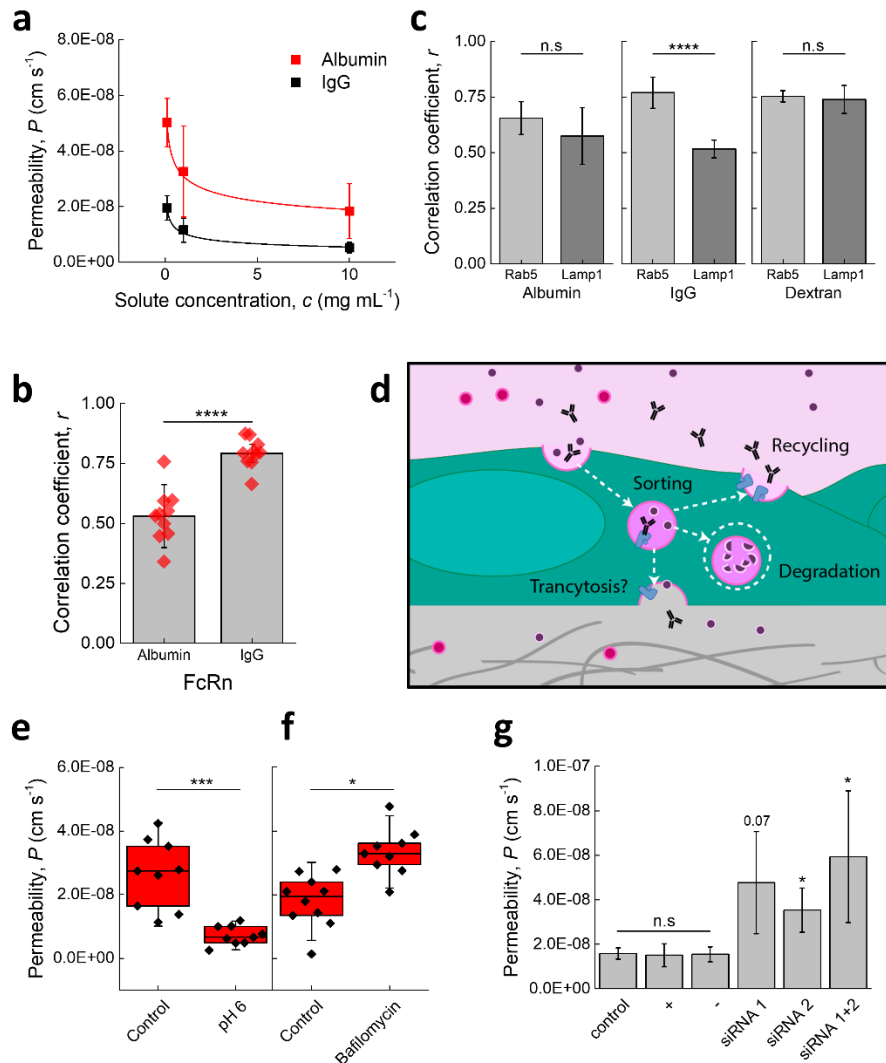 a
8.0E-08
6.0E-08
4.0E-08
2.0E-08
0.0E+00
Permeability, P (cm s⁻¹)
Albumin
IgG
0 5 10
Solute concentration, c (mg mL⁻¹)
c
1.00
0.75
0.50
0.25
0.00
Correlation coefficient, r
n.s
****
n.s
Rab5 Lamp1 Rab5 Lamp1 Rab5 Lamp1
Albumin IgG Dextran
b
1.00
0.75
0.50
0.25
0.00
Correlation coefficient, r
****
Albumin IgG
FcRn
d
Recycling
Sorting
Degradation
Trancytosis?
e
6.0E-08
4.0E-08
2.0E-08
0.0E+00
Permeability, P (cm s⁻¹)
***
Control pH 6
f
*
Control Bafilomycin
g
1.0E-07
8.0E-08
6.0E-08
4.0E-08
2.0E-08
0.0E+00
Permeability, P (cm s⁻¹)
n.s
0.07
*
*
control + - siRNA 1 siRNA 2 siRNA 1+2